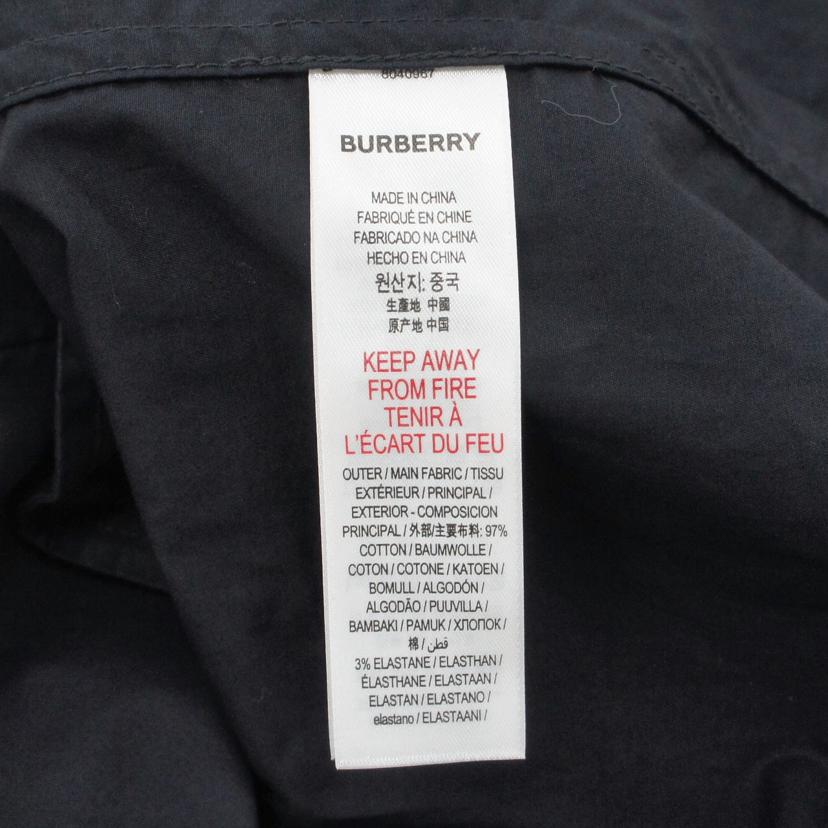 8040967
BURBERRY
MADE IN CHINA
FABRIQUÉ EN CHINE
FABRICADO NA CHINA
HECHO EN CHINA
원산지: 중국
生產地 中國
原产地 中国
KEEP AWAY
FROM FIRE
TENIR À
L'ÉCART DU FEU
OUTER / MAIN FABRIC / TISSU
EXTÉRIEUR / PRINCIPAL /
EXTERIOR - COMPOSICION
PRINCIPAL / 外部/主要布料: 97%
COTTON / BAUMWOLLE /
COTON / COTONE / KATOEN /
BOMULL / ALGODÓN /
ALGODÃO / PUUVILLA /
BAMBAKI / PAMUK / ХЛОПОК /
棉 / قطن
3% ELASTANE / ELASTHAN /
ÉLASTHANE / ELASTAAN /
ELASTAN / ELASTANO /
elastano / ELASTAANI /